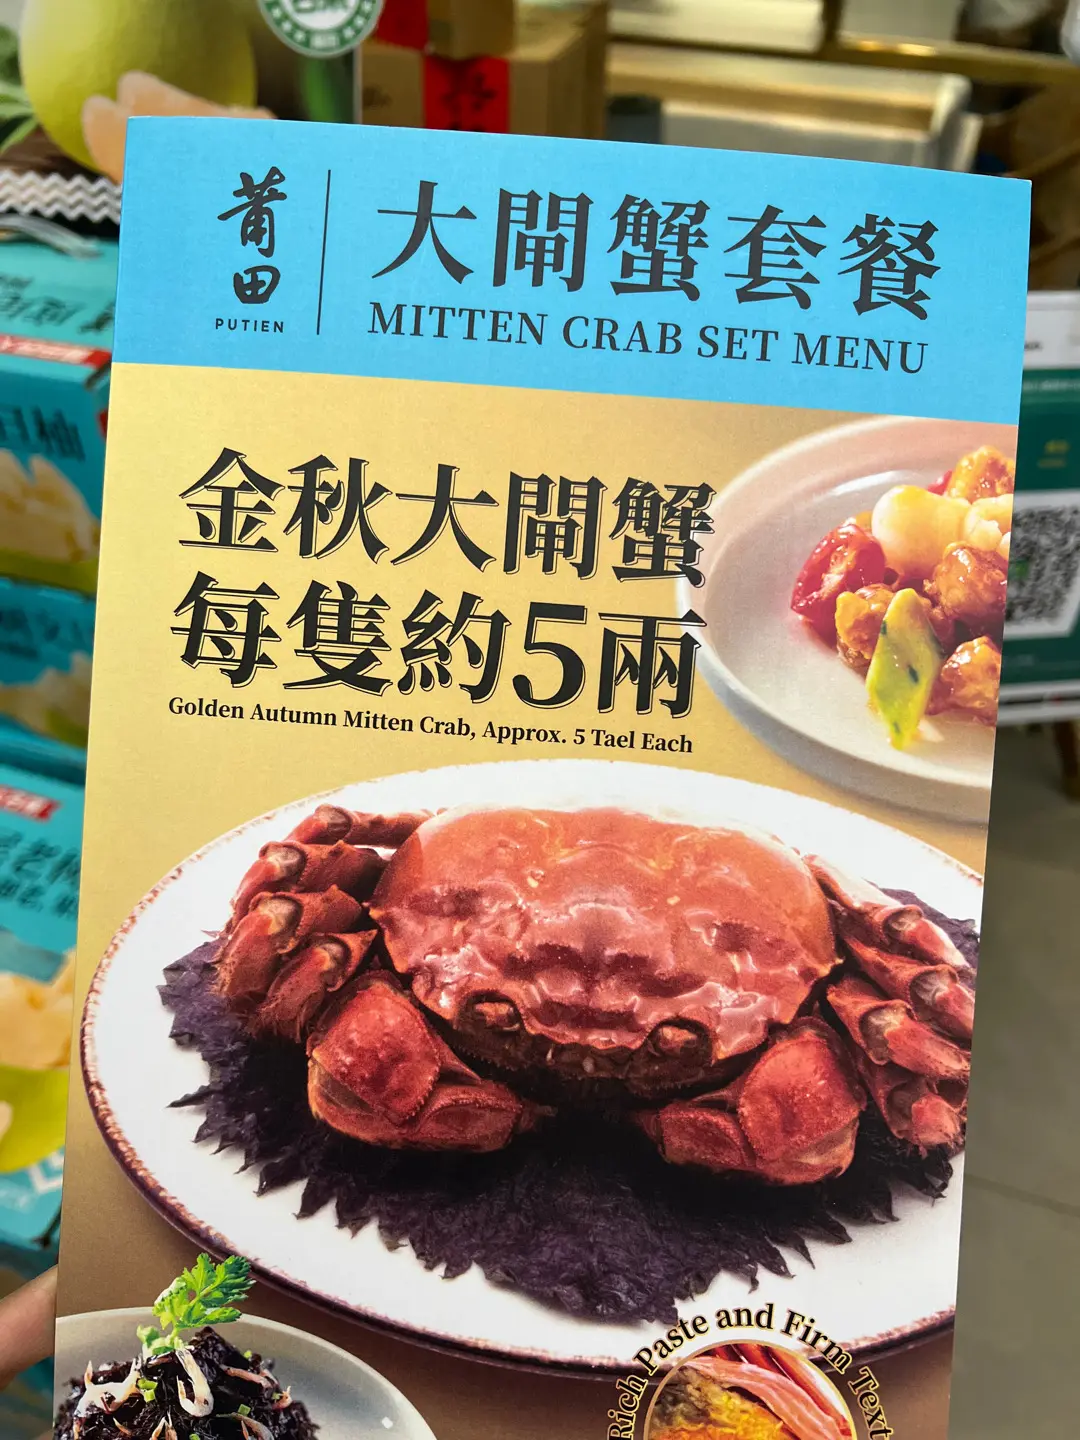 莆田
PUTIEN
大閘蟹套餐
MITTEN CRAB SET MENU
金秋大閘蟹
每隻約5兩
Golden Autumn Mitten Crab, Approx. 5 Tael Each
Rich Paste and Firm Text